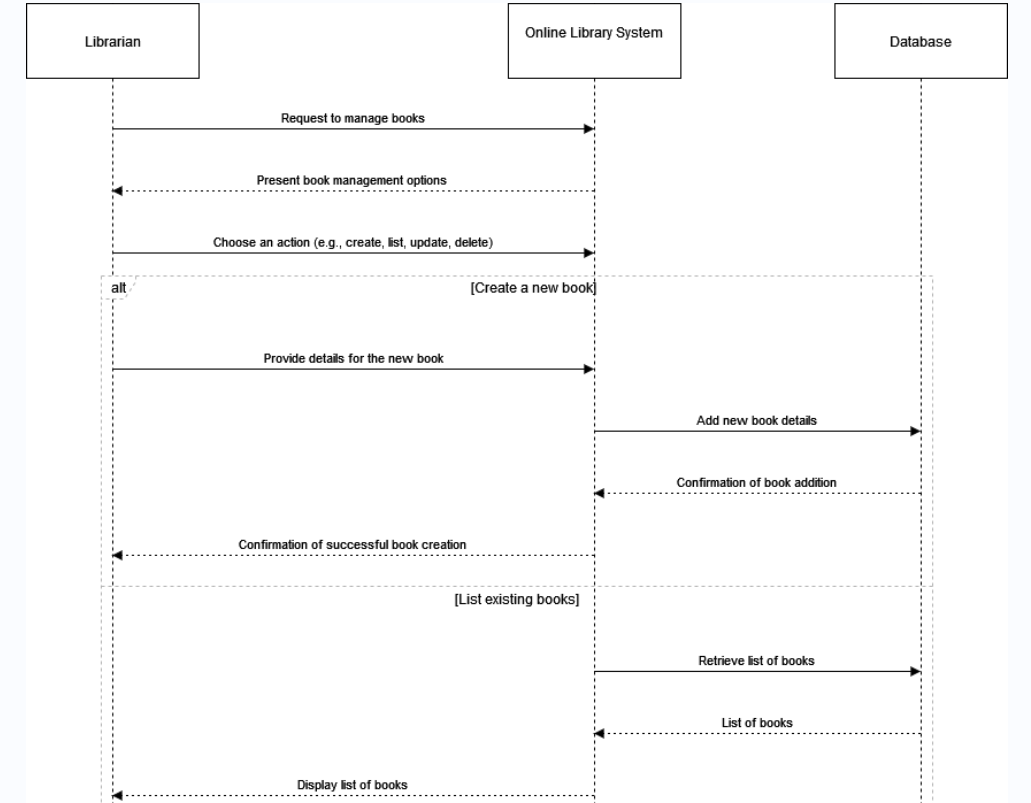 Librarian
Online Library System
Database
Request to manage books
Present book management options
Choose an action (e.g., create, list, update, delete)
alt
[Create a new book]
Provide details for the new book
Add new book details
Confirmation of book addition
Confirmation of successful book creation
[List existing books]
Retrieve list of books
List of books
Display list of books